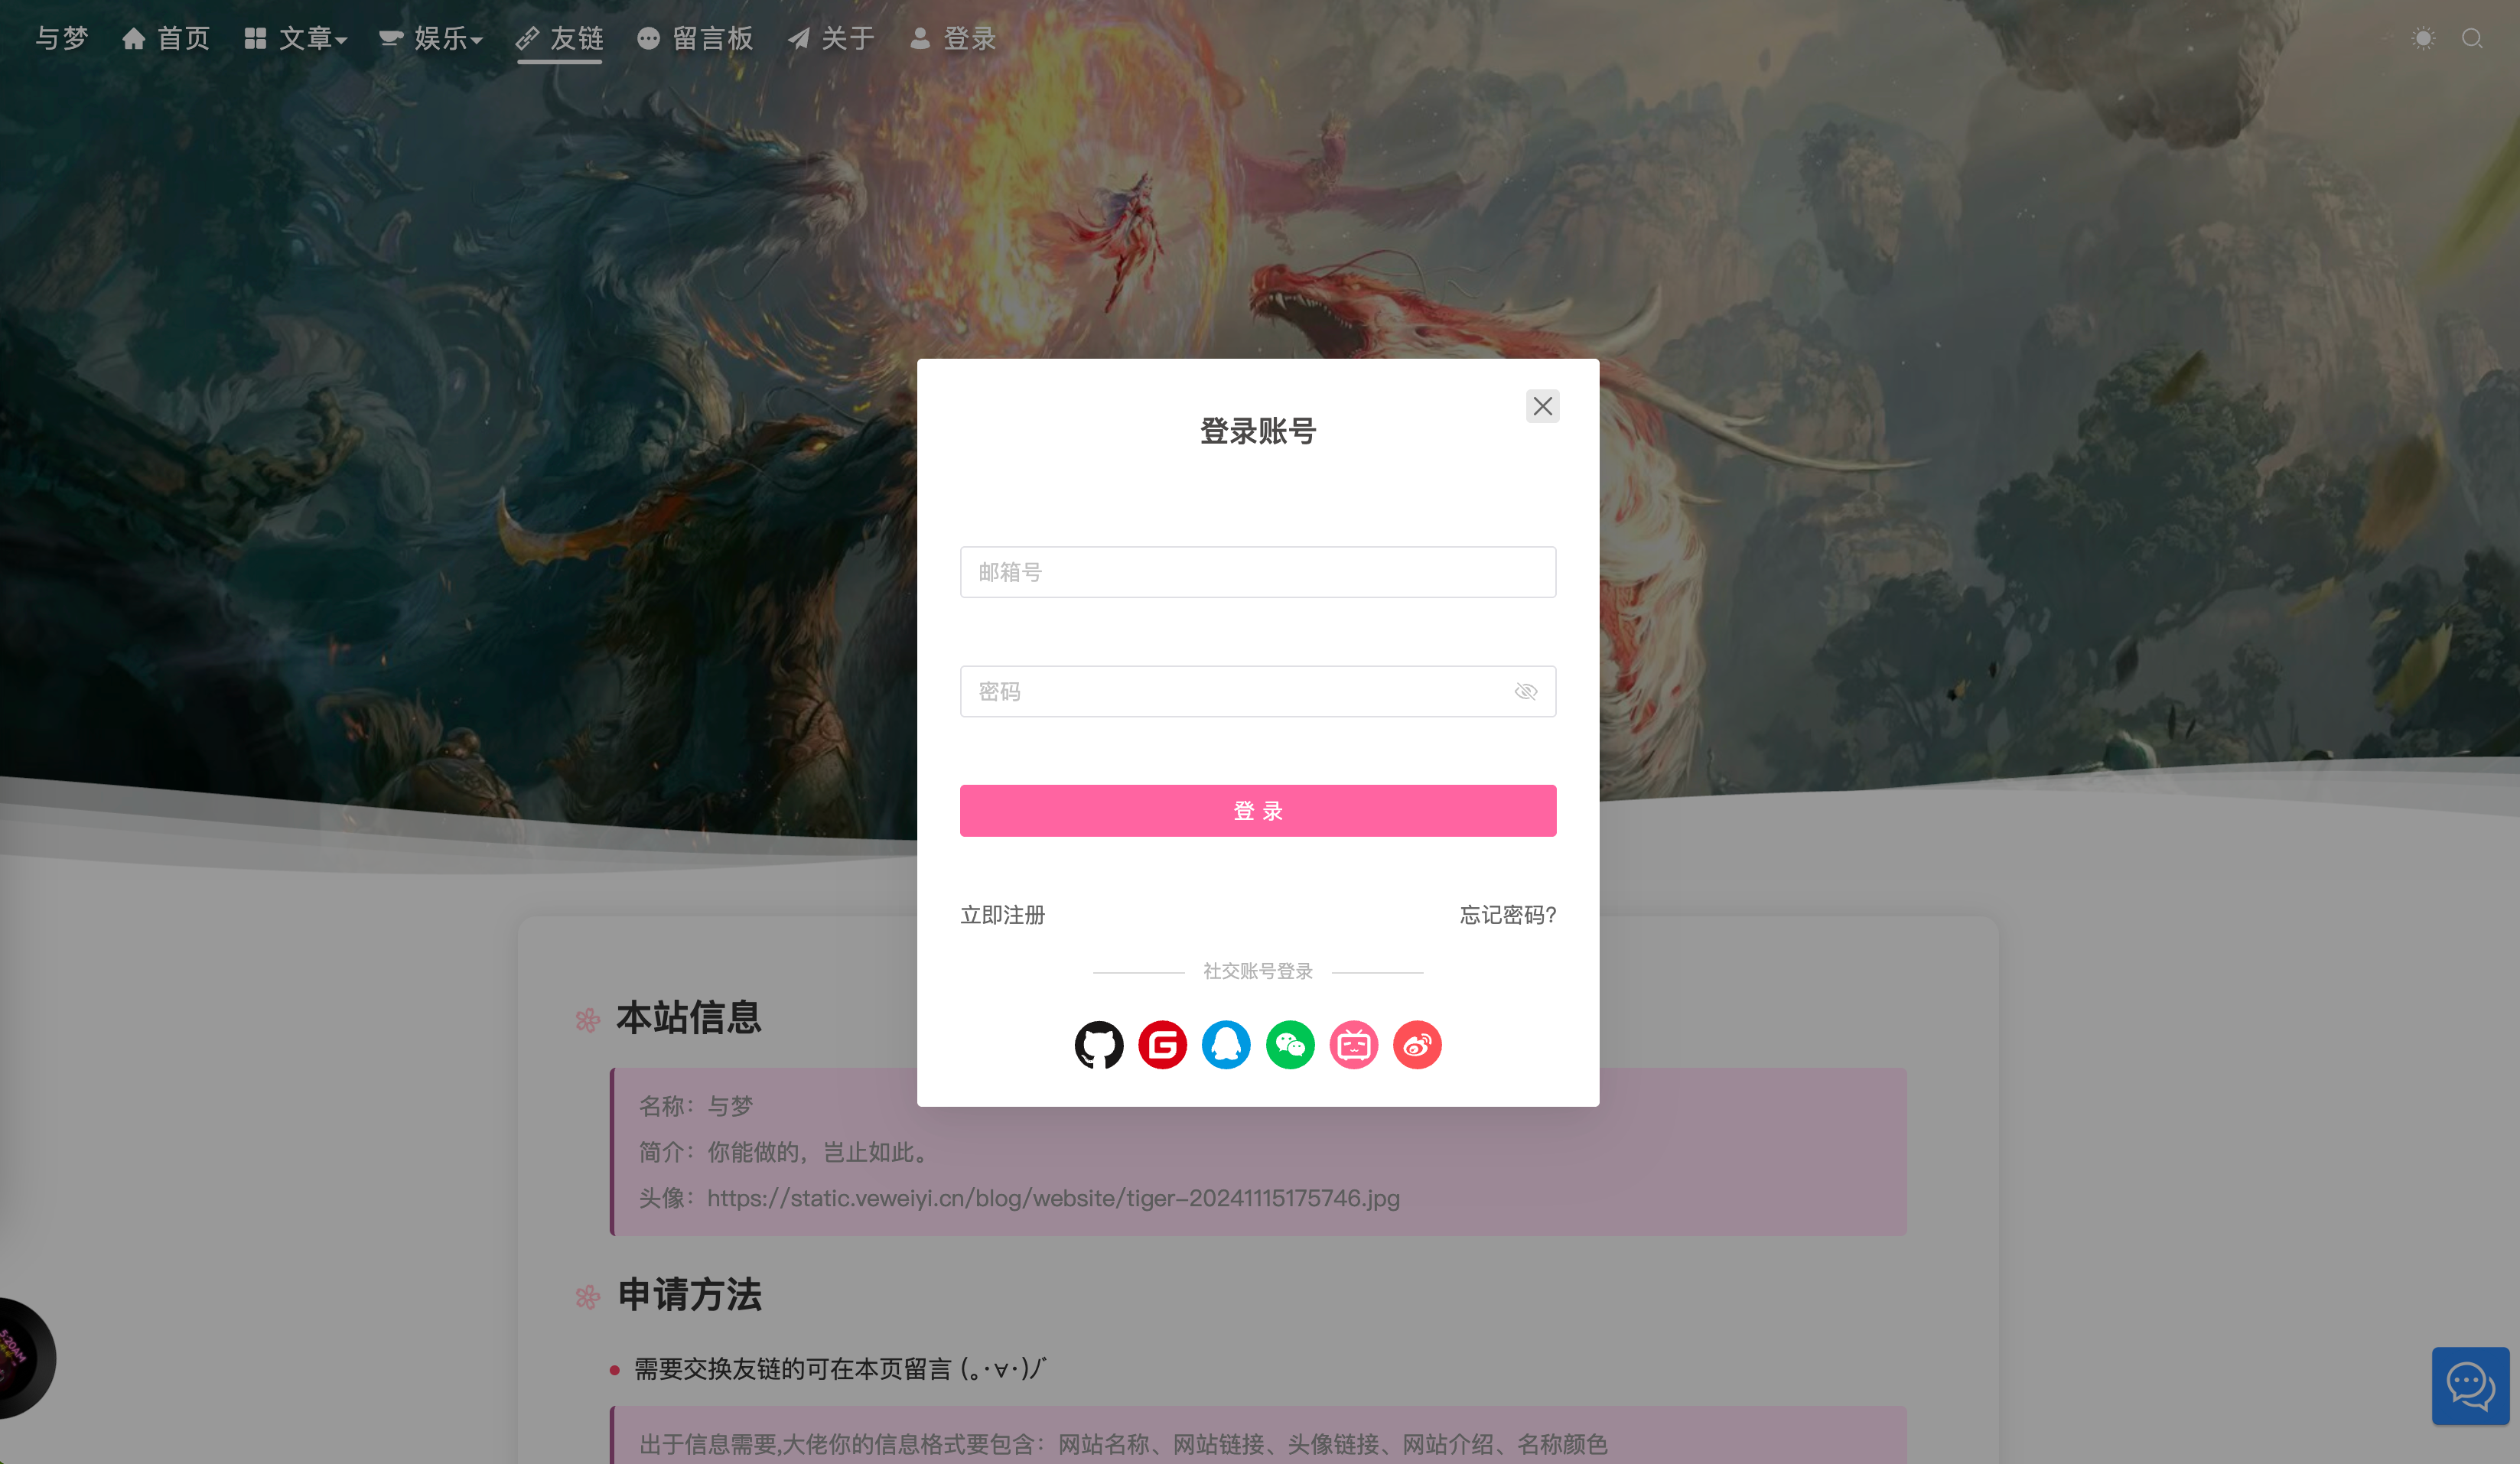 与梦 首页 文章 娱乐 友链 留言板 关于 登录
登录账号
邮箱号
密码
登 录
立即注册 忘记密码?
社交账号登录
本站信息
名称：与梦
简介：你能做的，岂止如此。
头像：https://static.veweiyi.cn/blog/website/tiger-20241115175746.jpg
申请方法
5:20AM
需要交换友链的可在本页留言 (｡･∀･)ﾉﾞ
出于信息需要,大佬你的信息格式要包含：网站名称、网站链接、头像链接、网站介绍、名称颜色